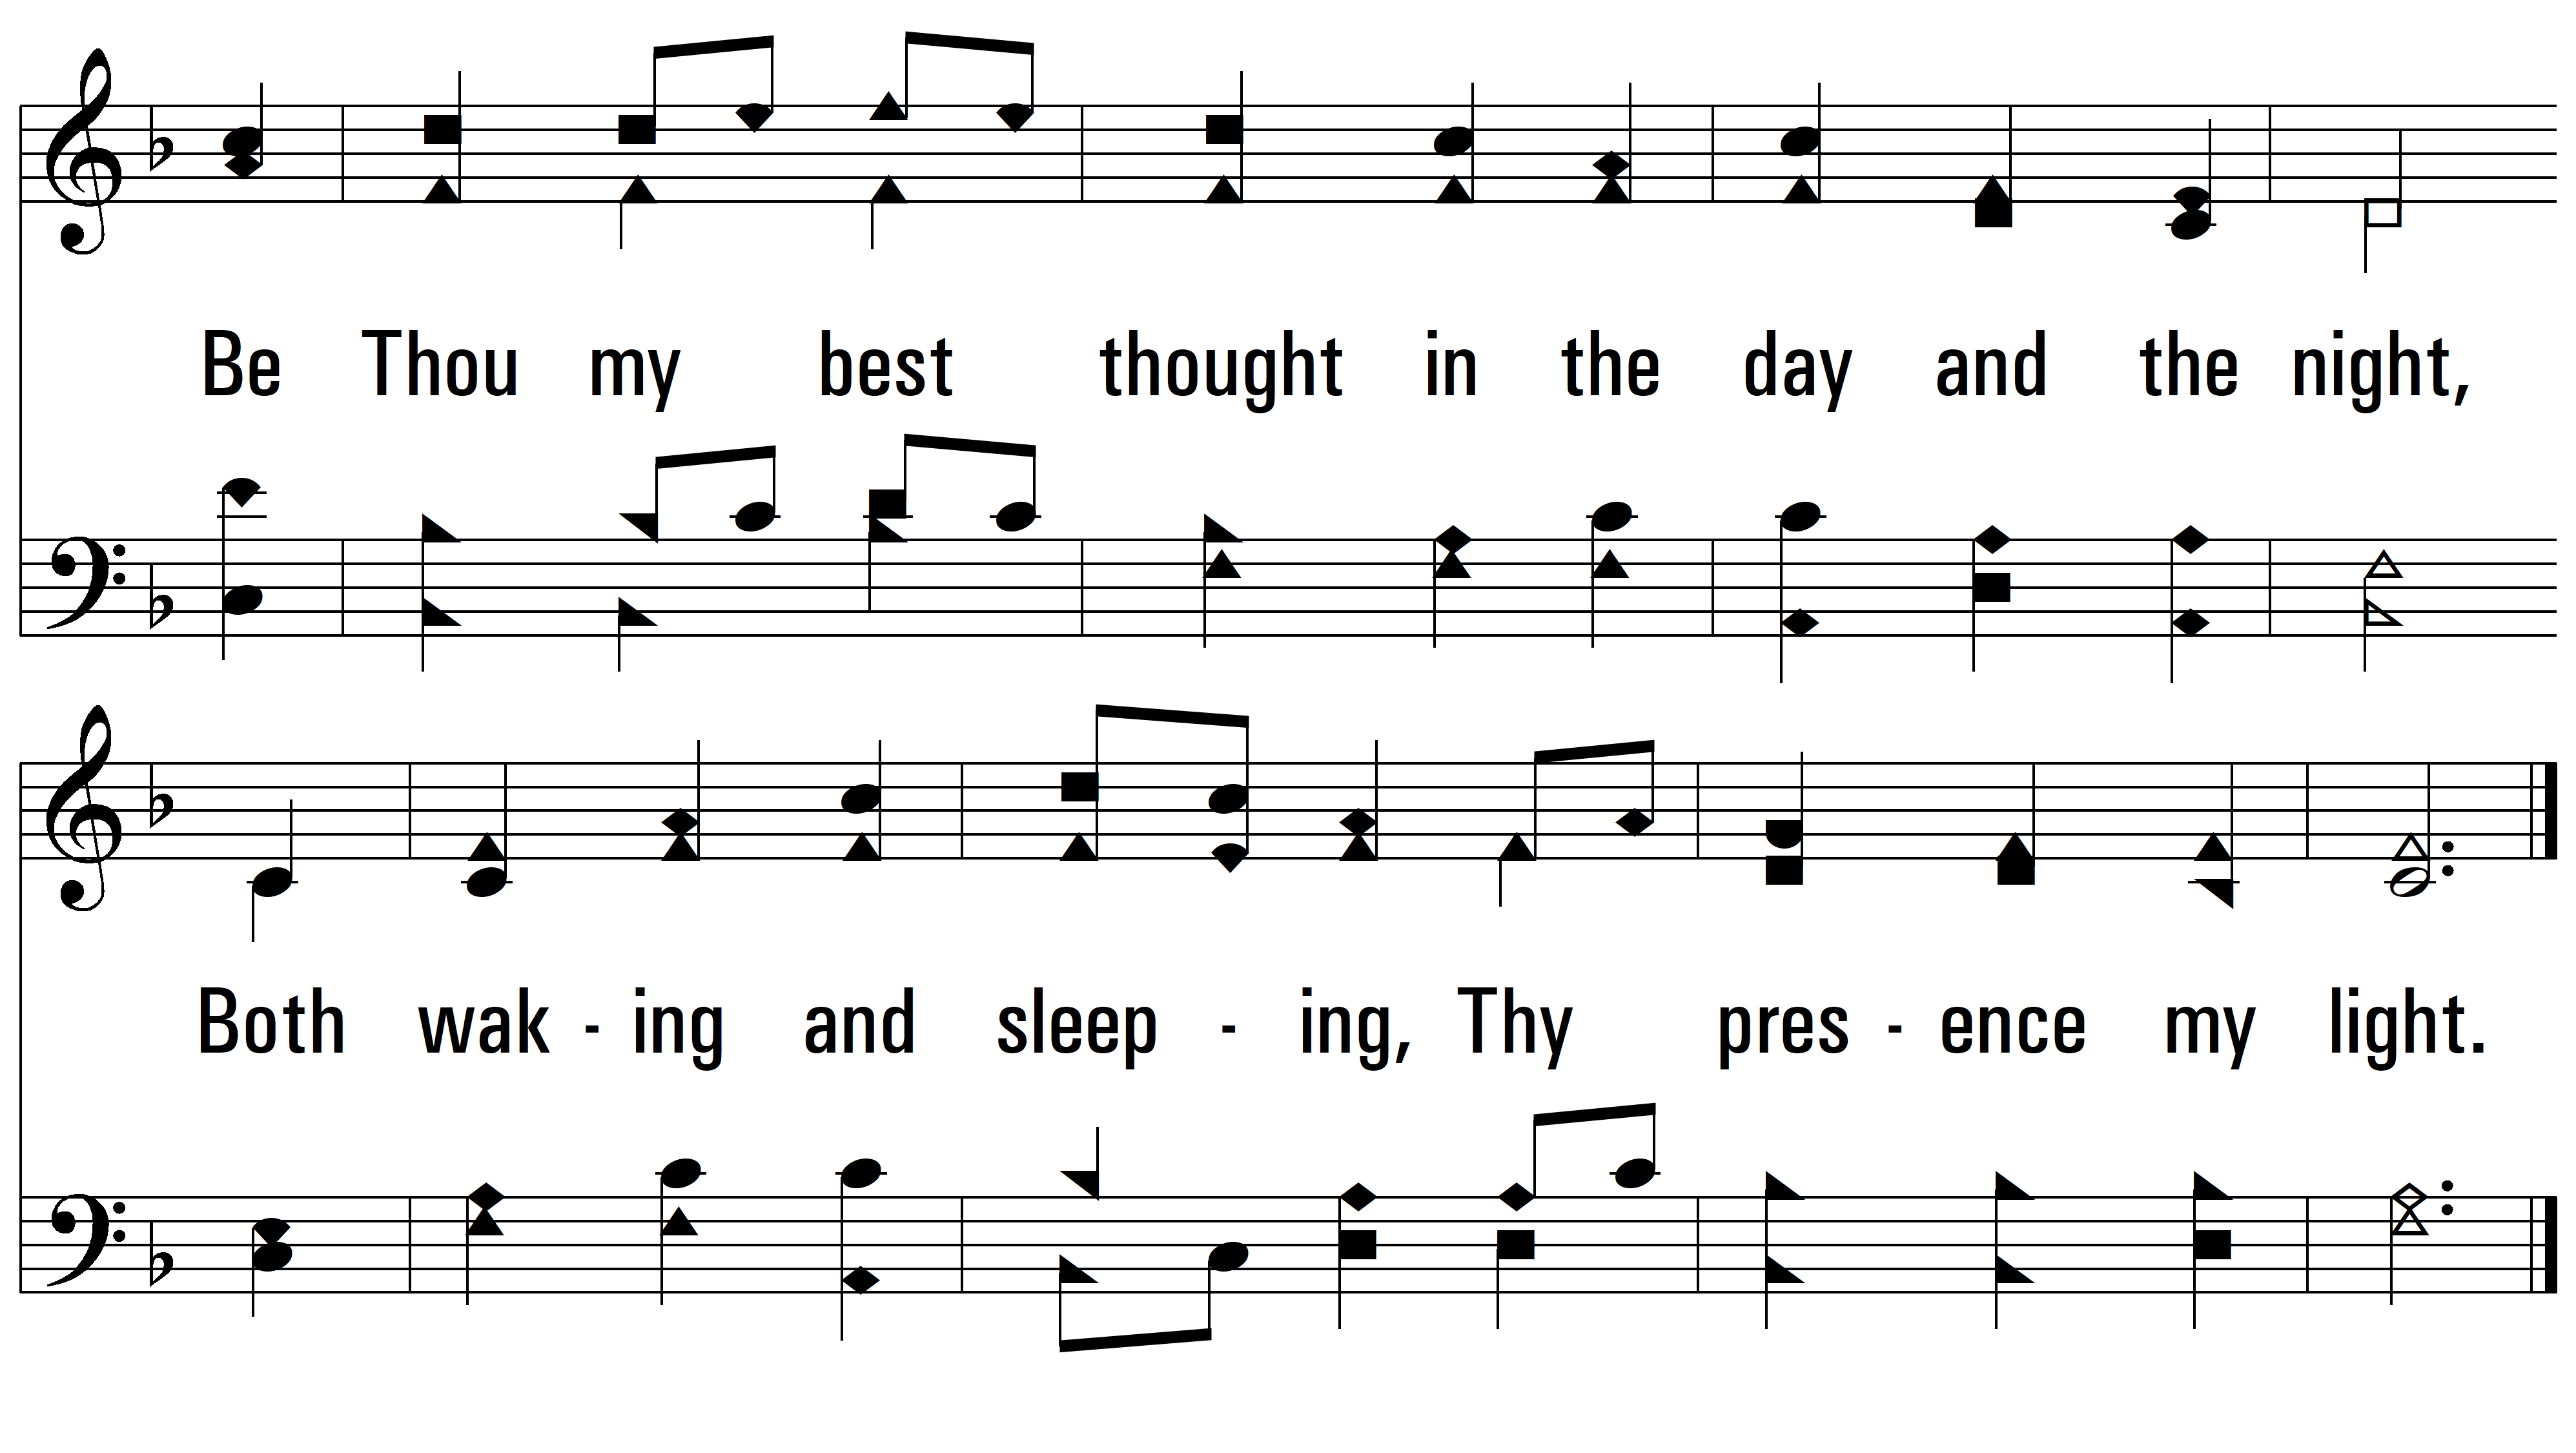 Be Thou my best thought in the day and the night,
Both wak - ing and sleep - ing, Thy pres - ence my light.